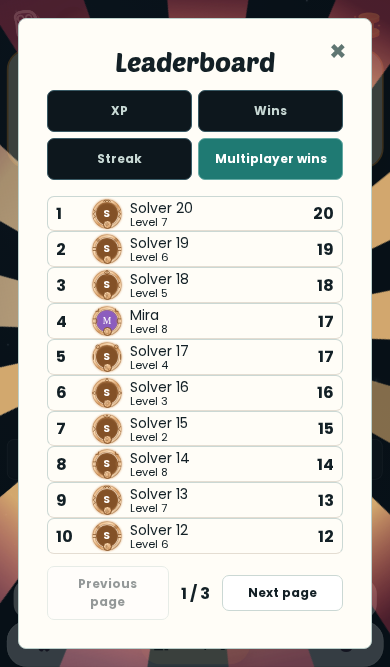 Leaderboard
✖
XP
Wins
Streak
Multiplayer wins
1 S Solver 20 20
Level 7
2 S Solver 19 19
Level 6
3 S Solver 18 18
Level 5
4 M Mira 17
Level 8
5 S Solver 17 17
Level 4
6 S Solver 16 16
Level 3
7 S Solver 15 15
Level 2
8 S Solver 14 14
Level 8
9 S Solver 13 13
Level 7
10 S Solver 12 12
Level 6
Previous
page
1 / 3
Next page